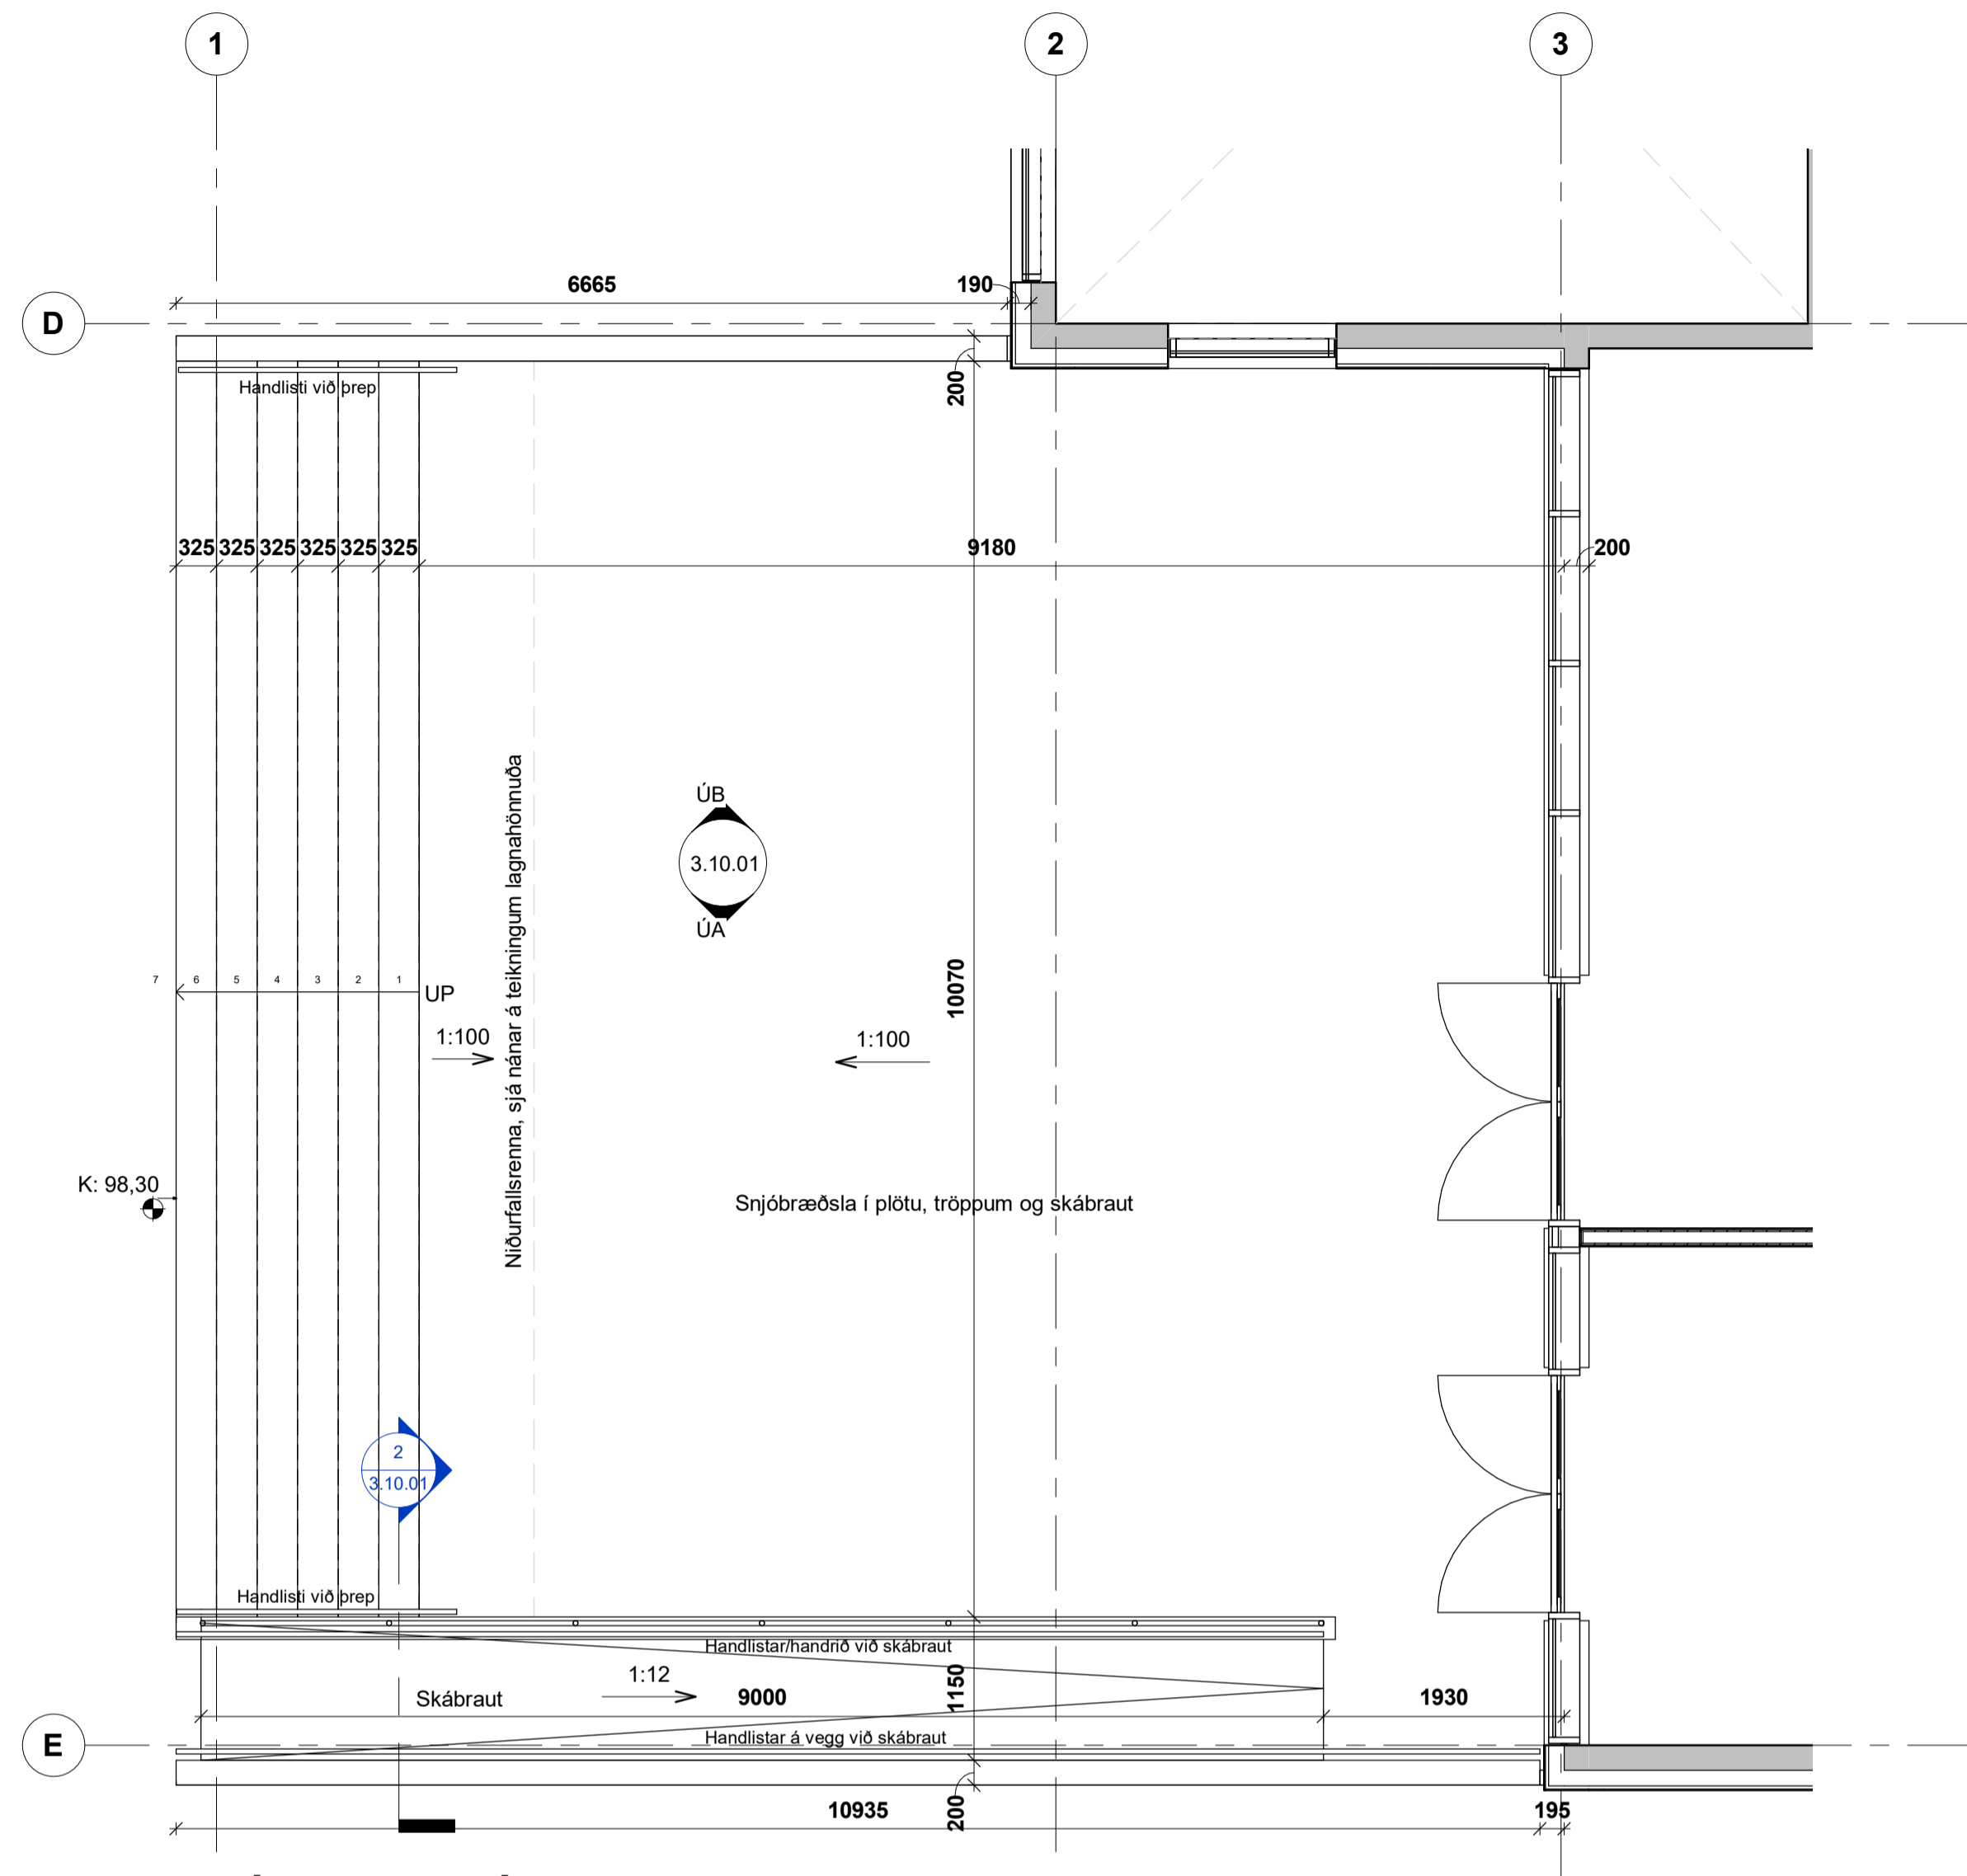 1
2
3
D
6665
190
200
Handlisti við þrep
325 325 325 325 325 325
9180
200
Niðurfallsrenna, sjá nánar á teikningum lagnahönnuða
ÚB
3.10.01
ÚA
10070
7 6 5 4 3 2 1
UP
1:100
1:100
K: 98,30
Snjóbræðsla í plötu, tröppum og skábraut
2
3.10.01
Handlisti við þrep
Handlistar/handrið við skábraut
1:12
Skábraut
9000
1150
1930
Handlistar á vegg við skábraut
E
200
10935
195